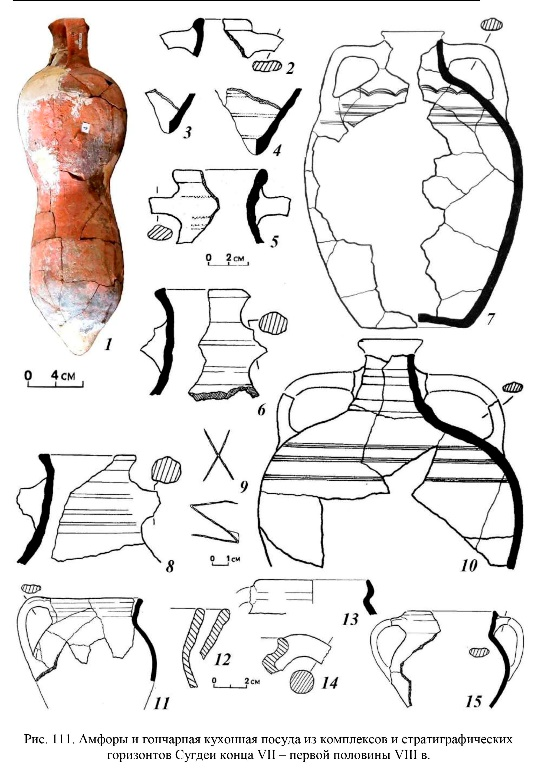 2
3
4
5
0 2 см
7
1
0 4 см
6
9
8
0 1 см
10
13
12
14
0 2 см
11
15
Рис. 111. Амфоры и гончарная кухонная посуда из комплексов и стратиграфических
горизонтов Сугдеи конца VII – первой половины VIII в.